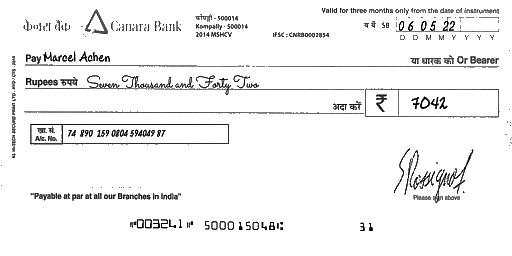 Valid for three months only from the date of instrument
केनरा बैंक Canara Bank
कोंपल्ली - 500014
Kompally - 500014
2014 MSHCV
IFSC : CNRB0002854
SB 06 05 22
D D M M Y Y Y Y
Pay Marcel Achen या धारक को Or Bearer
Rupees रुपये Seven Thousand and Forty Two
अदा करें ₹ 7042
खा. सं.
A/c. No. 74 890 159 0804 594049 87
Please sign above
"Payable at par at all our Branches in India"
⑈003241⑈ 500015048⑆ 31